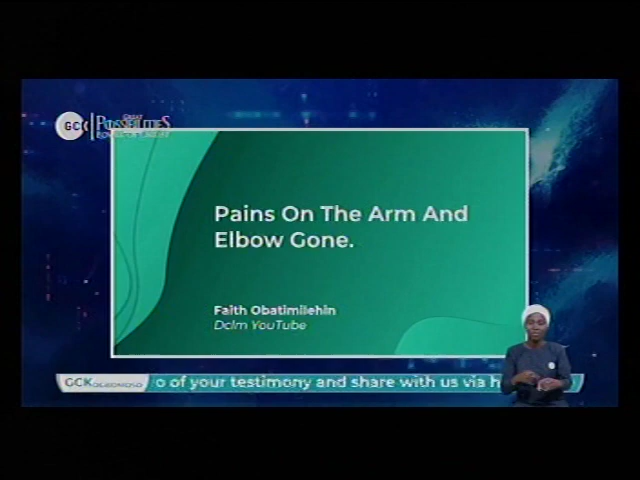 GCK
POSSIBILITIES
Pains On The Arm And
Elbow Gone.
Faith Obatimilehin
Dclm YouTube
GCK OGBOMOSO
o of your testimony and share with us via h